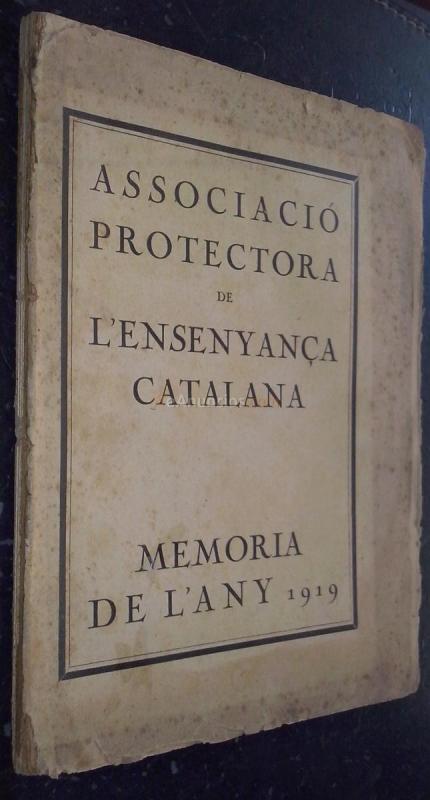 ASSOCIACIÓ
PROTECTORA
DE
L'ENSENYANÇA
CATALANA
MEMORIA
DE L'ANY 1919